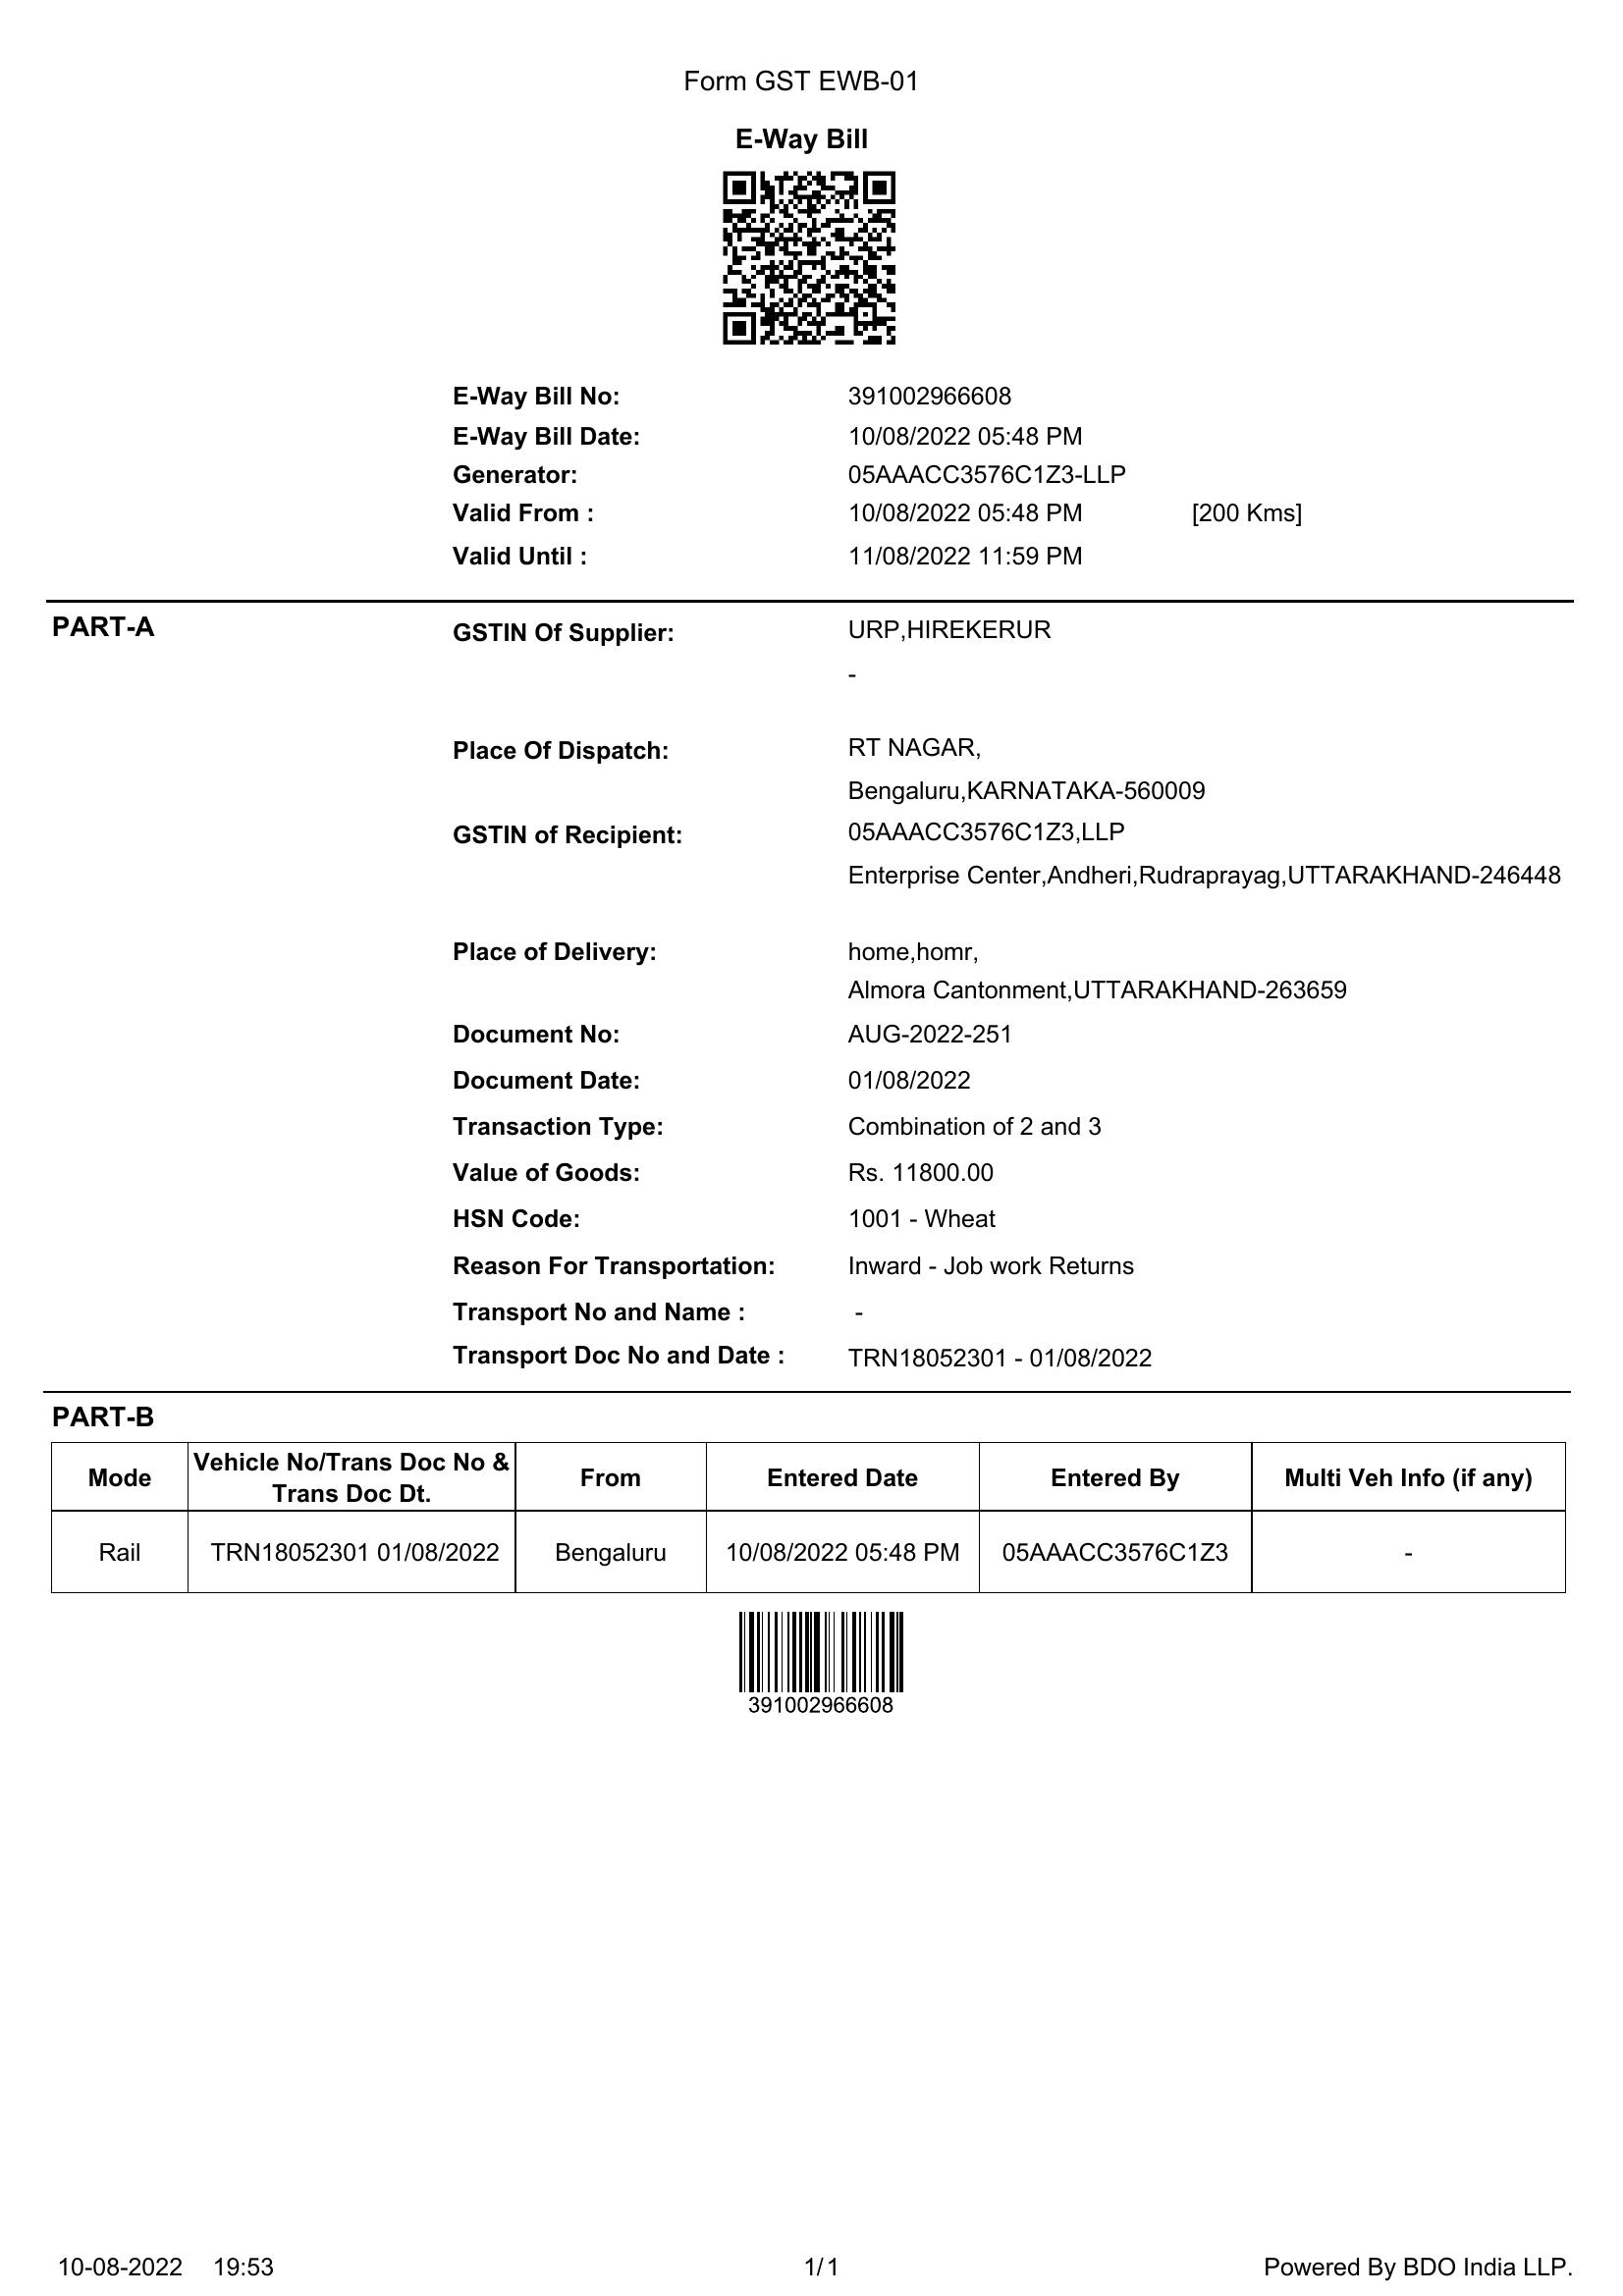 Form GST EWB-01
E-Way Bill
E-Way Bill No: 391002966608
E-Way Bill Date: 10/08/2022 05:48 PM
Generator: 05AAACC3576C1Z3-LLP
Valid From : 10/08/2022 05:48 PM [200 Kms]
Valid Until : 11/08/2022 11:59 PM
PART-A
GSTIN Of Supplier: URP,HIREKERUR
-
Place Of Dispatch: RT NAGAR,
Bengaluru,KARNATAKA-560009
GSTIN of Recipient: 05AAACC3576C1Z3,LLP
Enterprise Center,Andheri,Rudraprayag,UTTARAKHAND-246448
Place of Delivery: home,homr,
Almora Cantonment,UTTARAKHAND-263659
Document No: AUG-2022-251
Document Date: 01/08/2022
Transaction Type: Combination of 2 and 3
Value of Goods: Rs. 11800.00
HSN Code: 1001 - Wheat
Reason For Transportation: Inward - Job work Returns
Transport No and Name : -
Transport Doc No and Date : TRN18052301 - 01/08/2022
PART-B
Mode Vehicle No/Trans Doc No & Trans Doc Dt. From Entered Date Entered By Multi Veh Info (if any)
Rail TRN18052301 01/08/2022 Bengaluru 10/08/2022 05:48 PM 05AAACC3576C1Z3 -
391002966608
10-08-2022 19:53 1/1 Powered By BDO India LLP.